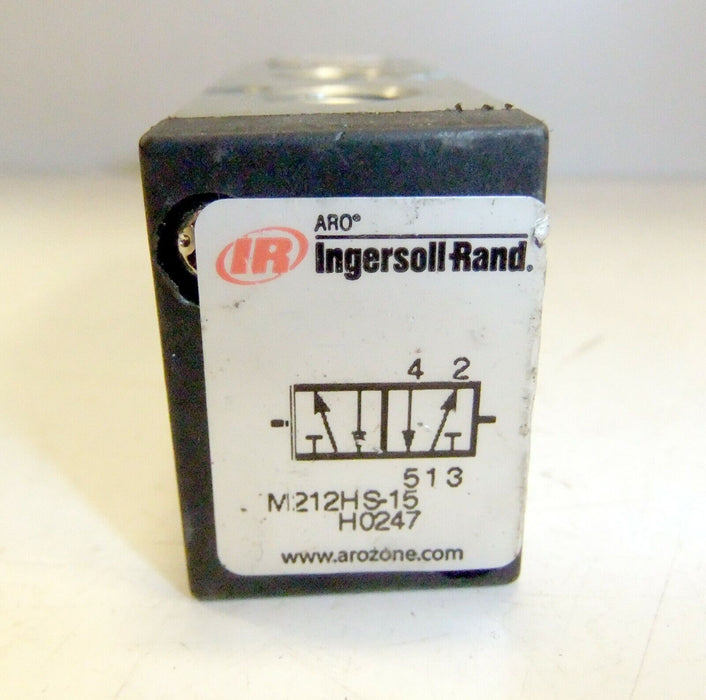 ARO®
IR Ingersoll-Rand®
4 2
5 1 3
M212HS-15
H0247
www.arozone.com